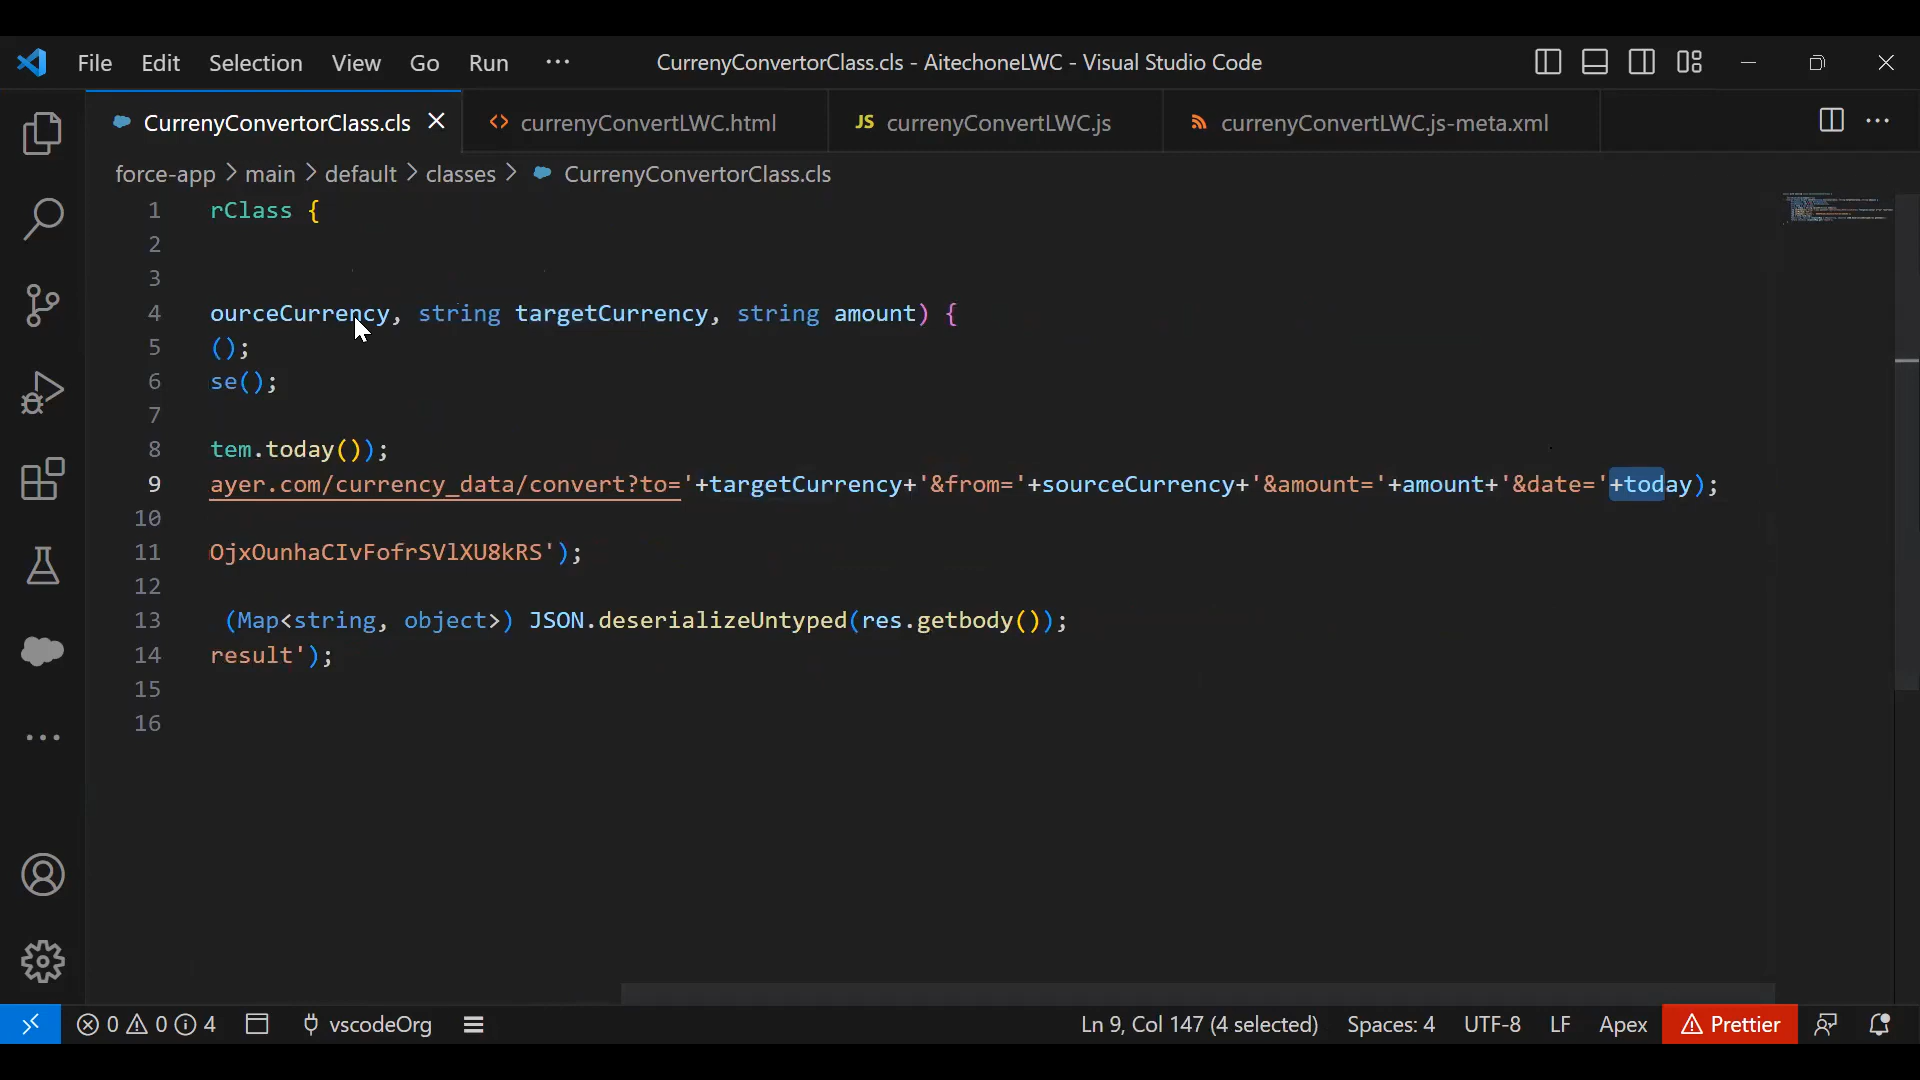 File Edit Selection View Go Run ··· CurrenyConvertorClass.cls - AitechoneLWC - Visual Studio Code
CurrenyConvertorClass.cls currenyConvertLWC.html JS currenyConvertLWC.js currenyConvertLWC.js-meta.xml
force-app > main > default > classes > CurrenyConvertorClass.cls
1 rClass {
2
3
4 ourceCurrency, string targetCurrency, string amount) {
5 ();
6 se();
7
8 tem.today());
9 ayer.com/currency_data/convert?to='+targetCurrency+'&from='+sourceCurrency+'&amount='+amount+'&date='+today);
10
11 OjxOunhaCIvFofrSVlXU8kRS');
12
13 (Map<string, object>) JSON.deserializeUntyped(res.getbody());
14 result');
15
16
0 0 4 vscodeOrg Ln 9, Col 147 (4 selected) Spaces: 4 UTF-8 LF Apex Prettier